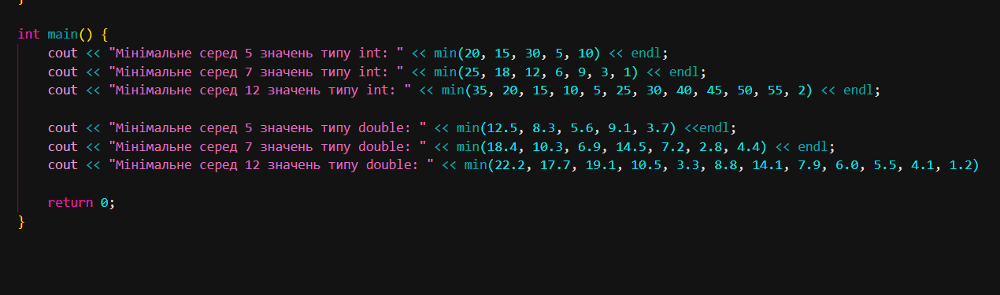 }
int main() {
    cout << "Мінімальне серед 5 значень типу int: " << min(20, 15, 30, 5, 10) << endl;
    cout << "Мінімальне серед 7 значень типу int: " << min(25, 18, 12, 6, 9, 3, 1) << endl;
    cout << "Мінімальне серед 12 значень типу int: " << min(35, 20, 15, 10, 5, 25, 30, 40, 45, 50, 55, 2) << endl;
    cout << "Мінімальне серед 5 значень типу double: " << min(12.5, 8.3, 5.6, 9.1, 3.7) <<endl;
    cout << "Мінімальне серед 7 значень типу double: " << min(18.4, 10.3, 6.9, 14.5, 7.2, 2.8, 4.4) << endl;
    cout << "Мінімальне серед 12 значень типу double: " << min(22.2, 17.7, 19.1, 10.5, 3.3, 8.8, 14.1, 7.9, 6.0, 5.5, 4.1, 1.2)
    return 0;
}